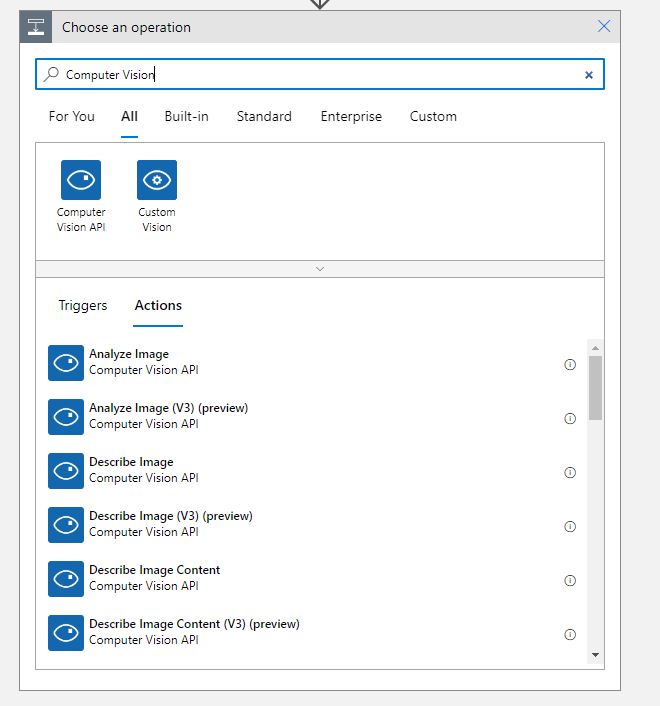 Choose an operation
Computer Vision
For You All Built-in Standard Enterprise Custom
Computer
Vision API
Custom
Vision
Triggers Actions
Analyze Image
Computer Vision API
Analyze Image (V3) (preview)
Computer Vision API
Describe Image
Computer Vision API
Describe Image (V3) (preview)
Computer Vision API
Describe Image Content
Computer Vision API
Describe Image Content (V3) (preview)
Computer Vision API